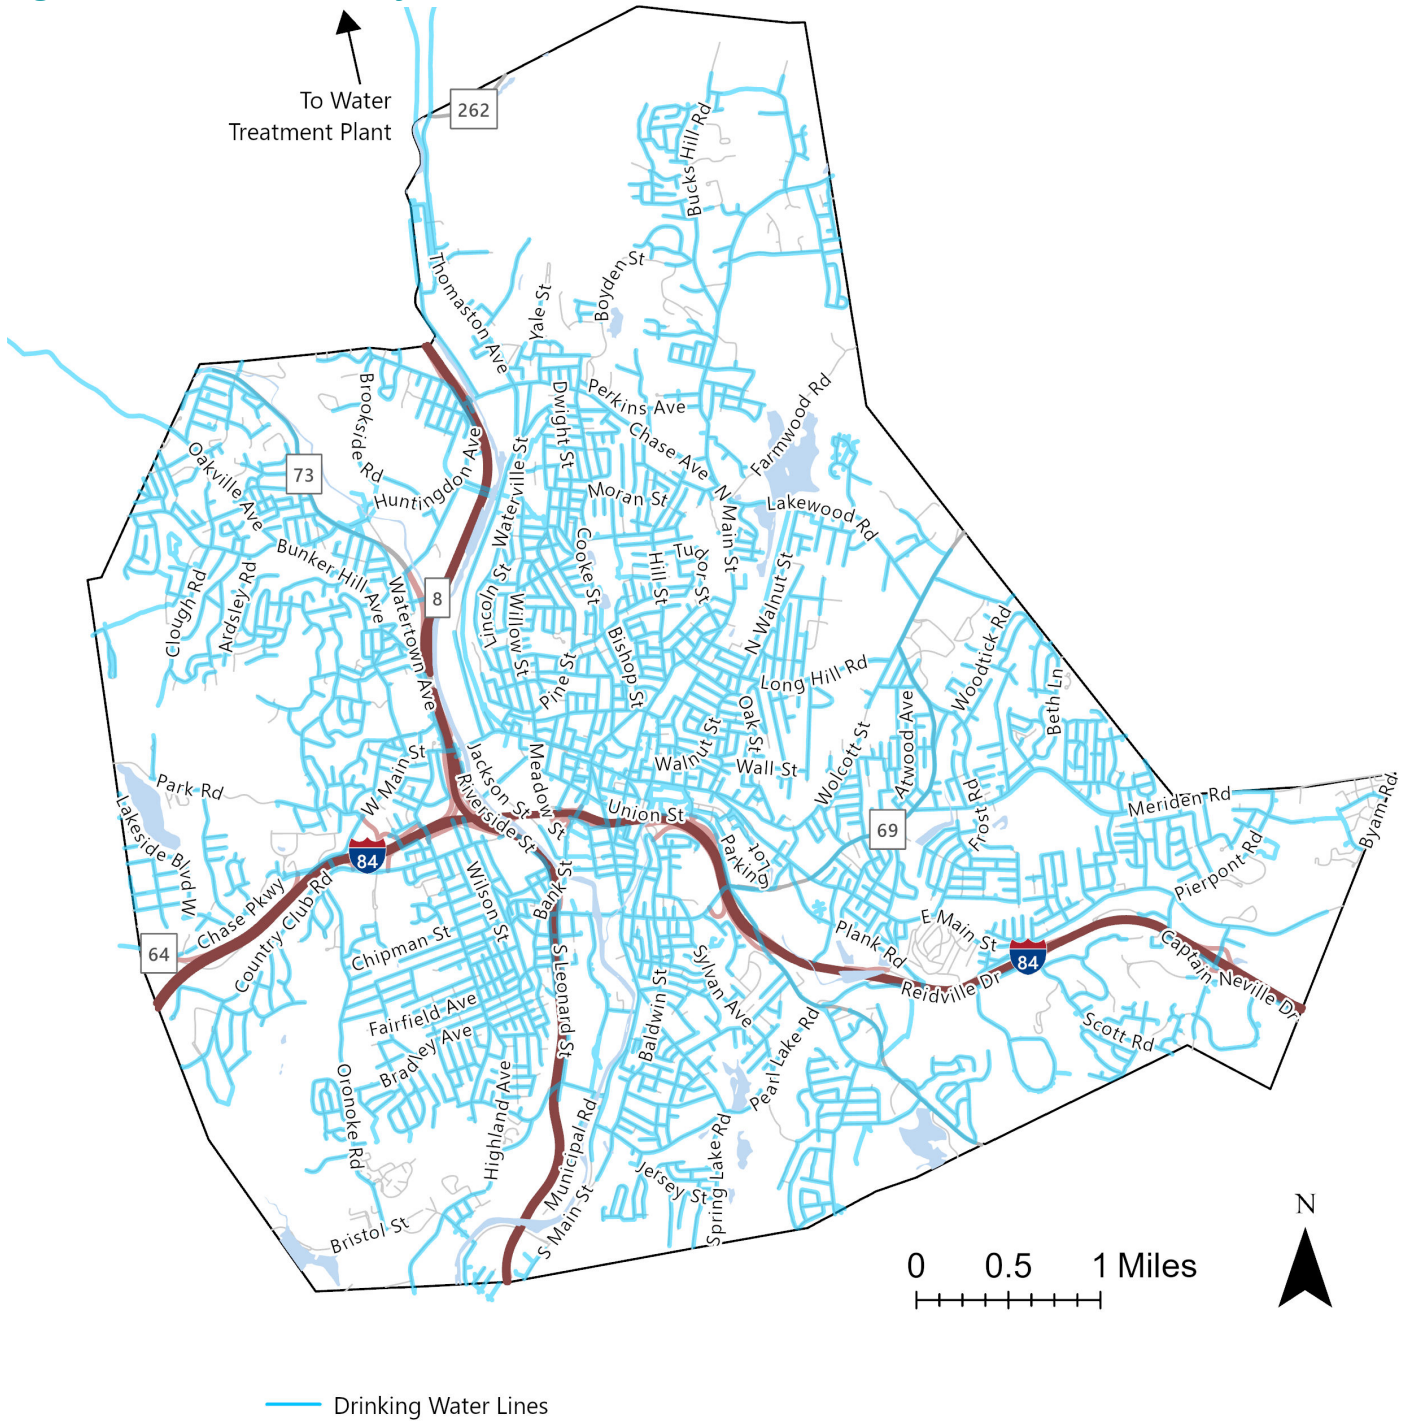 To Water
Treatment Plant
262
Bucks Hill Rd
Thomaston Ave
Yale St
Boyden St
Brookside Rd
Dwight St
Perkins Ave
Farmwood Rd
Chase Ave
Oakville Ave
73
Huntingdon Ave
Waterville St
Moran St
N Main St
Lakewood Rd
Bunker Hill Ave
Cooke St
Hill St
Tudor St
N Walnut St
Clough Rd
Ardsley Rd
Watertown Ave
8
Lincoln St
Willow St
Pine St
Bishop St
Long Hill Rd
Woodtick Rd
Beth Ln
Oak St
Atwood Ave
Walnut St
Wall St
Wolcott St
Park Rd
W Main St
Jackson St
Meadow St
Riverside St
Union St
Lakeside Blvd W
Parking Lot
69
Frost Rd
Meriden Rd
Byam Rd
Pierpont Rd
84
Chase Pkwy
Country Club Rd
Wilson St
Bank St
64
Chipman St
Plank Rd
E Main St
84
Captain Neville Dr
Reidville Dr
S Leonard St
Sylvan Ave
Baldwin St
Fairfield Ave
Bradley Ave
Scott Rd
Pearl Lake Rd
Oronoke Rd
Highland Ave
Municipal Rd
Spring Lake Rd
Jersey St
S Main St
Bristol St
N
0 0.5 1 Miles
Drinking Water Lines